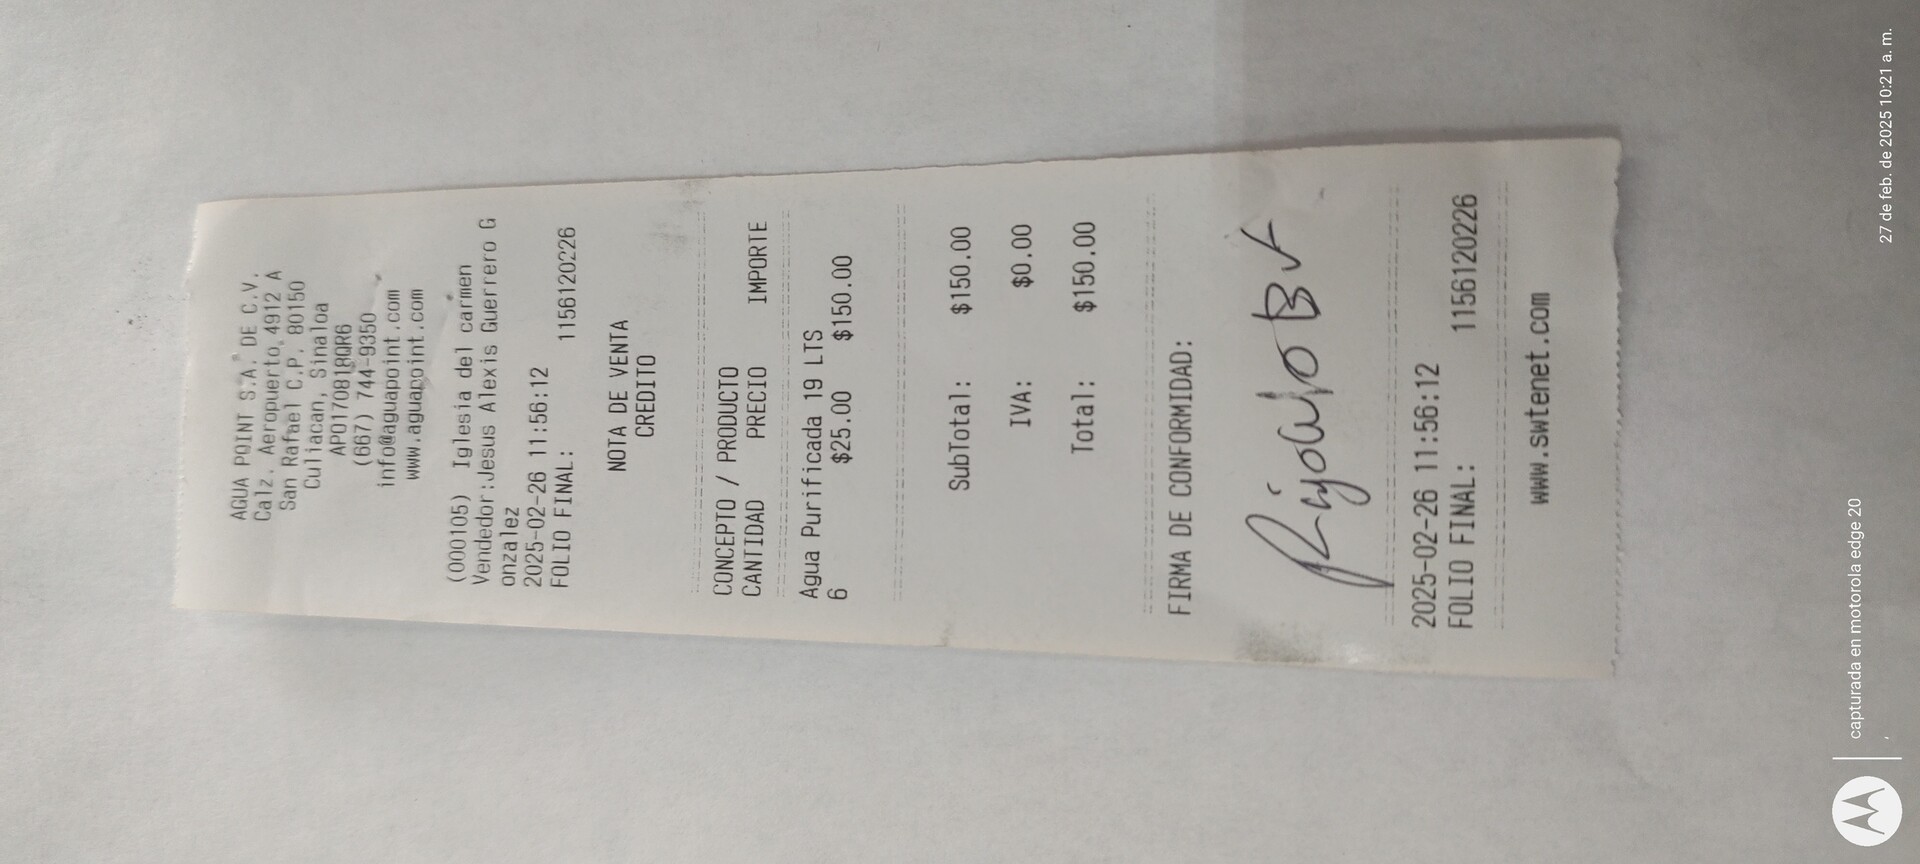 AGUA POINT S.A. DE C.V.
Calz. Aeropuerto,4912 A
San Rafael C.P. 80150
Culiacan, Sinaloa
APO170818QR6
(667) 744-9350
info@aguapoint.com
www.aguapoint.com
(000105) Iglesia del carmen
Vendedor:Jesus Alexis Guerrero G
onzalez
2025-02-26 11:56:12
FOLIO FINAL: 1156120226
NOTA DE VENTA
CREDITO
CONCEPTO / PRODUCTO
CANTIDAD PRECIO IMPORTE
Agua Purificada 19 LTS
6 $25.00 $150.00
SubTotal: $150.00
IVA: $0.00
Total: $150.00
FIRMA DE CONFORMIDAD:
2025-02-26 11:56:12
FOLIO FINAL: 1156120226
www.swtenet.com
capturada en motorola edge 20
27 de feb. de 2025 10:21 a. m.